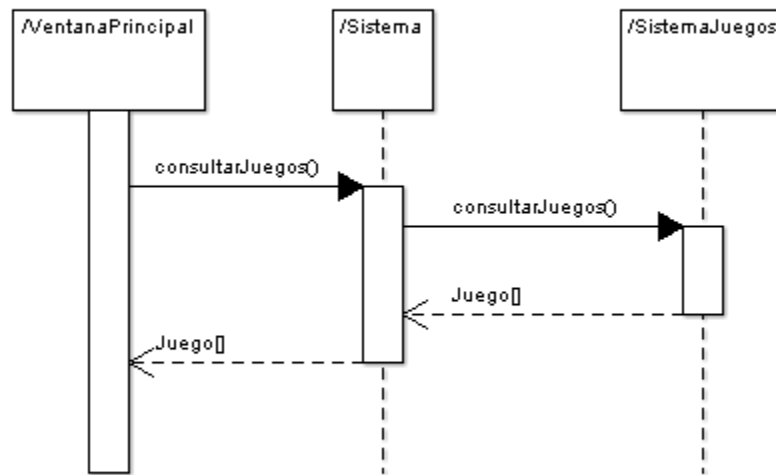 /VentanaPrincipal
/Sistema
/SistemaJuegos
consultarJuegos()
consultarJuegos()
Juego[]
Juego[]